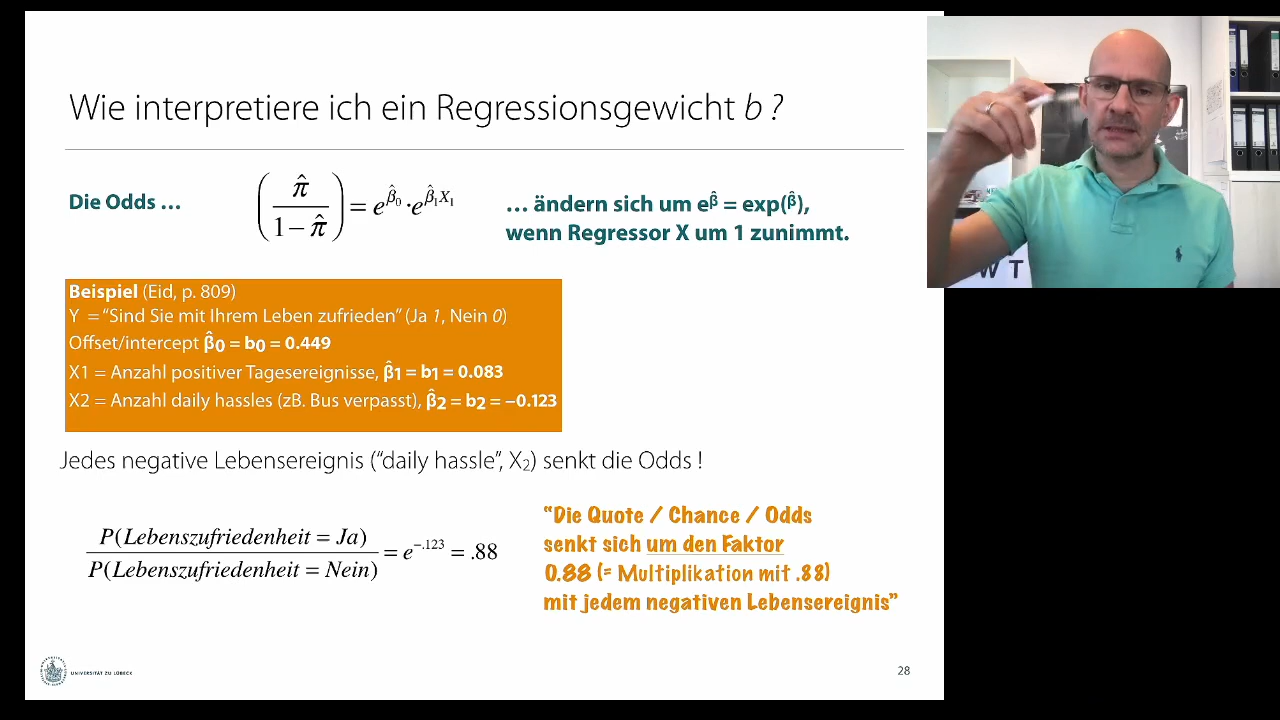 Wie interpretiere ich ein Regressionsgewicht b ?
Die Odds …
(π̂ / 1 − π̂) = e^β̂₀ · e^β̂₁X₁
… ändern sich um e^β̂ = exp(β̂),
wenn Regressor X um 1 zunimmt.
Beispiel (Eid, p. 809)
Y = “Sind Sie mit Ihrem Leben zufrieden” (Ja 1, Nein 0)
Offset/intercept β̂0 = b0 = 0.449
X1 = Anzahl positiver Tagesereignisse, β̂1 = b1 = 0.083
X2 = Anzahl daily hassles (zB. Bus verpasst), β̂2 = b2 = −0.123
Jedes negative Lebensereignis (“daily hassle”, X₂) senkt die Odds !
P(Lebenszufriedenheit = Ja)
P(Lebenszufriedenheit = Nein)
= e^−.123 = .88
“Die Quote / Chance / Odds
senkt sich um den Faktor
0.88 (= Multiplikation mit .88)
mit jedem negativen Lebensereignis”
UNIVERSITÄT ZU LÜBECK
28
W T